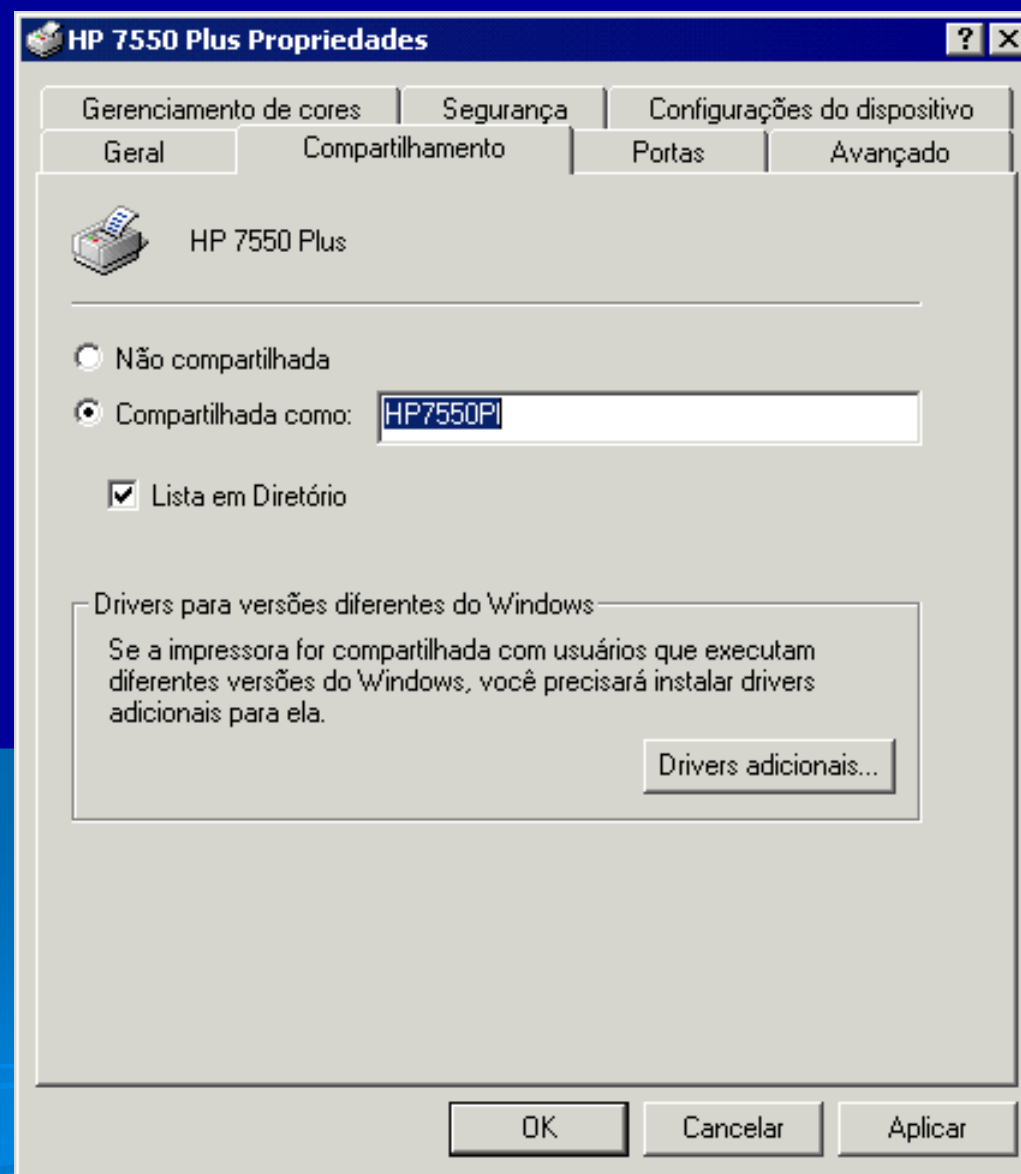 HP 7550 Plus Propriedades
Gerenciamento de cores Segurança Configurações do dispositivo
Geral Compartilhamento Portas Avançado
HP 7550 Plus
Não compartilhada
Compartilhada como: HP7550Pl
Lista em Diretório
Drivers para versões diferentes do Windows
Se a impressora for compartilhada com usuários que executam
diferentes versões do Windows, você precisará instalar drivers
adicionais para ela.
Drivers adicionais...
OK Cancelar Aplicar